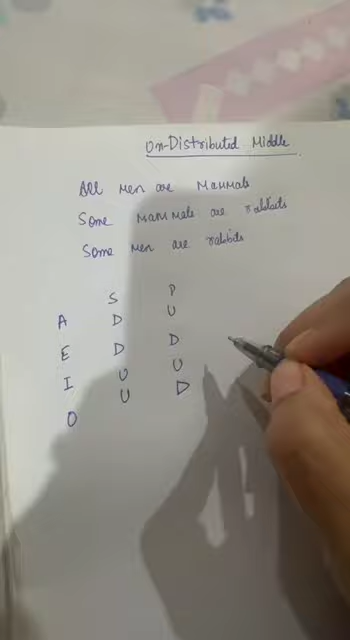 Un-Distributed Middle
All men are Mammals
Some mammals are rabbits
Some men are rabbits
S P
A D U
E D D
I U U
O U D